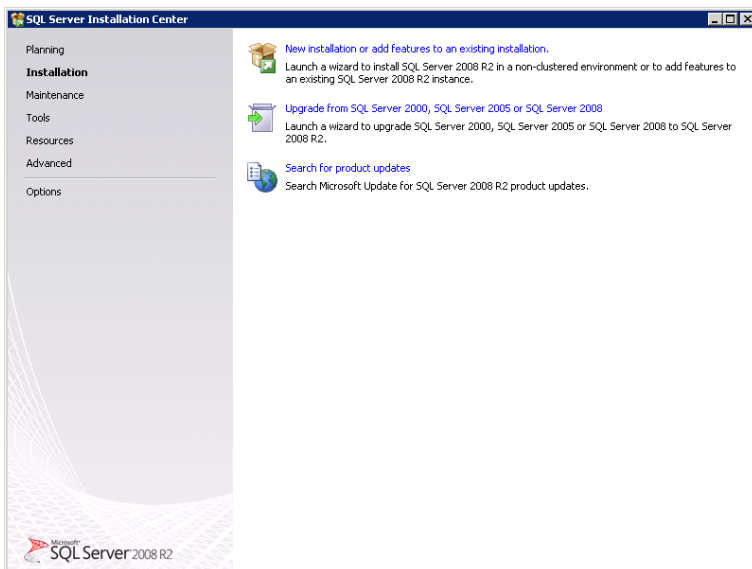 SQL Server Installation Center
Planning
Installation
Maintenance
Tools
Resources
Advanced
Options
New installation or add features to an existing installation.
Launch a wizard to install SQL Server 2008 R2 in a non-clustered environment or to add features to
an existing SQL Server 2008 R2 instance.
Upgrade from SQL Server 2000, SQL Server 2005 or SQL Server 2008
Launch a wizard to upgrade SQL Server 2000, SQL Server 2005 or SQL Server 2008 to SQL Server
2008 R2.
Search for product updates
Search Microsoft Update for SQL Server 2008 R2 product updates.
Microsoft
SQL Server 2008 R2